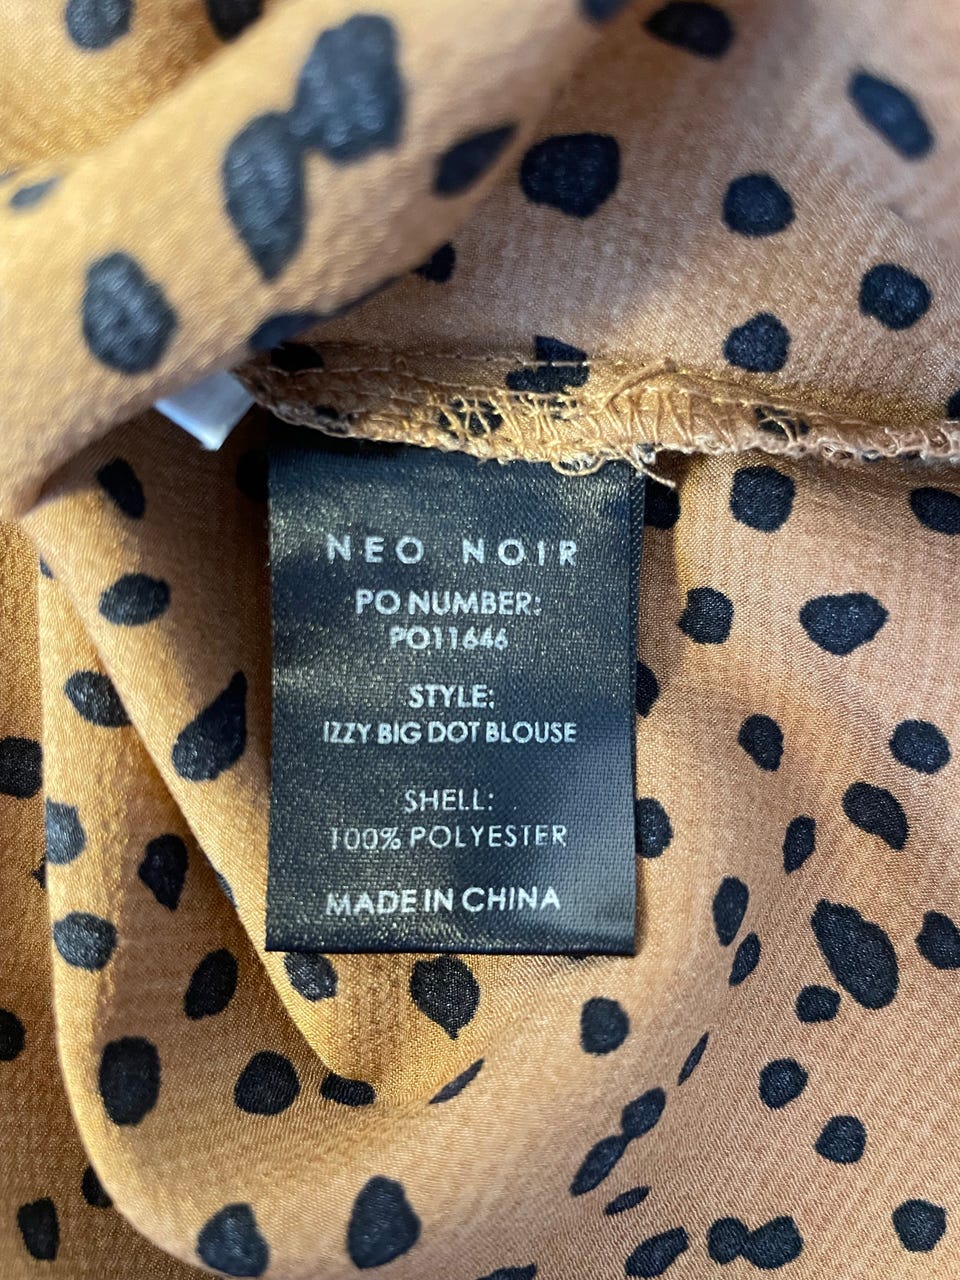 NEO NOIR
PO NUMBER:
PO11646
STYLE:
IZZY BIG DOT BLOUSE
SHELL:
100% POLYESTER
MADE IN CHINA